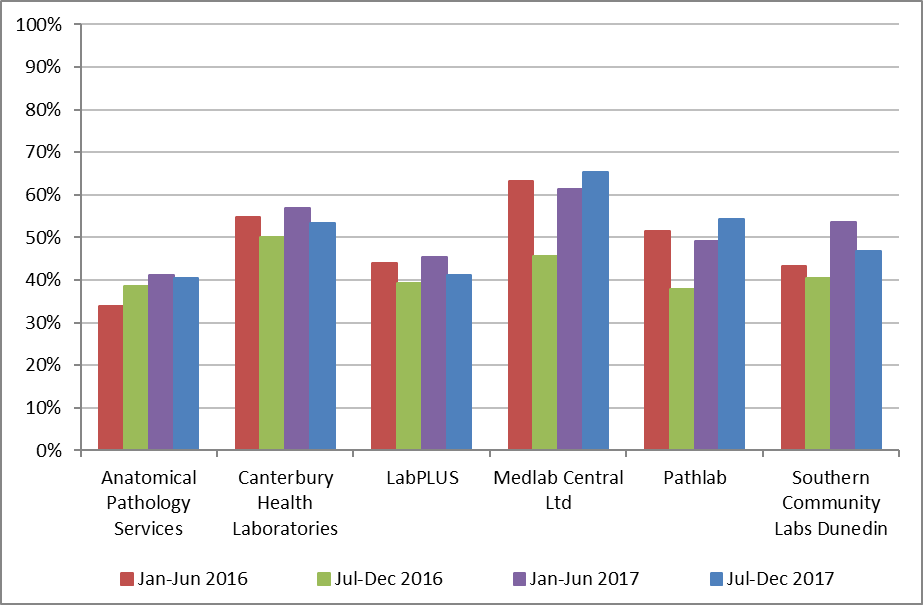 100%
90%
80%
70%
60%
50%
40%
30%
20%
10%
0%
Anatomical
Pathology
Services
Canterbury
Health
Laboratories
LabPLUS
Medlab Central
Ltd
Pathlab
Southern
Community
Labs Dunedin
Jan-Jun 2016
Jul-Dec 2016
Jan-Jun 2017
Jul-Dec 2017